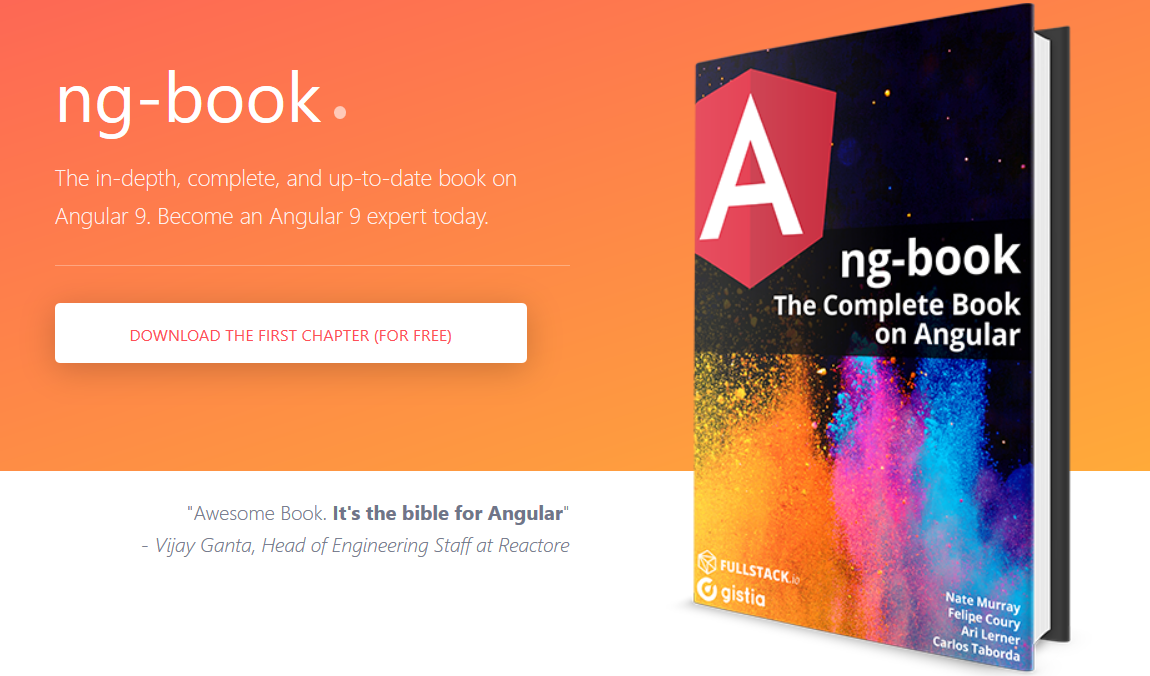 ng-book
The in-depth, complete, and up-to-date book on
Angular 9. Become an Angular 9 expert today.
DOWNLOAD THE FIRST CHAPTER (FOR FREE)
"Awesome Book. It's the bible for Angular"
- Vijay Ganta, Head of Engineering Staff at Reactore
A
ng-book
The Complete Book
on Angular
FULLSTACK.io
gistia
Nate Murray
Felipe Coury
Ari Lerner
Carlos Taborda